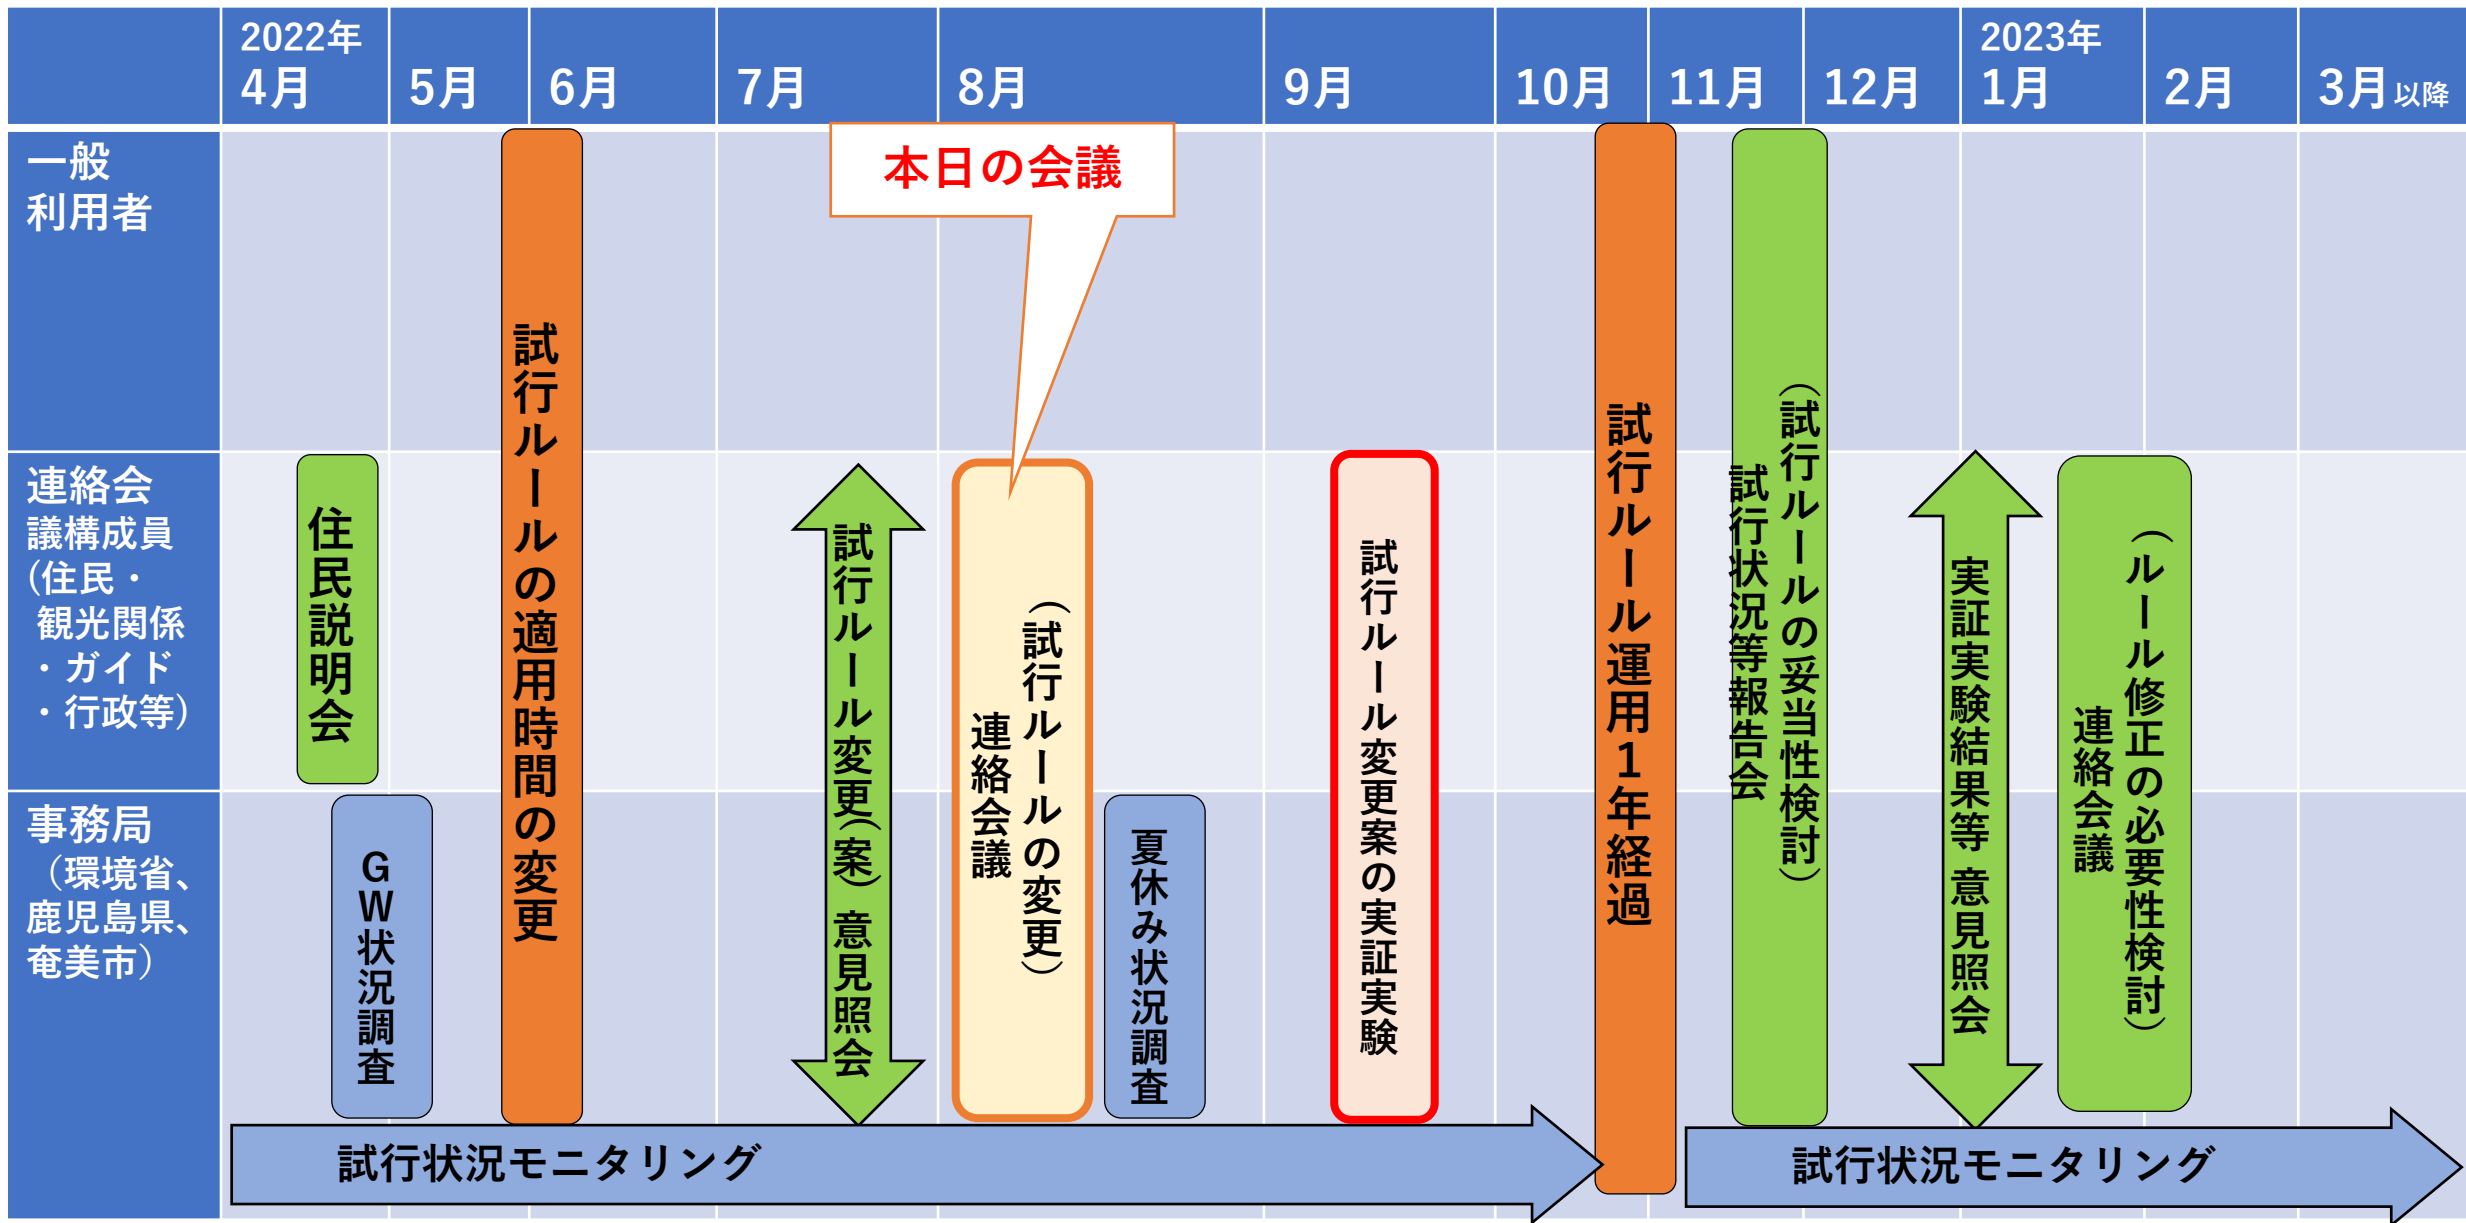 2022年
4月
5月
6月
7月
8月
9月
10月
11月
12月
2023年
1月
2月
3月以降
一般
利用者
本日の会議
連絡会
議構成員
(住民・
観光関係
・ガイド
・行政等)
事務局
（環境省、
鹿児島県、
奄美市）
住民説明会
GW状況調査
試行ルールの適用時間の変更
試行ルール変更(案) 意見照会
(試行ルールの変更)
連絡会議
夏休み状況調査
試行ルール変更案の実証実験
試行ルール運用1年経過
(試行ルールの妥当性検討)
試行状況等報告会
実証実験結果等 意見照会
(ルール修正の必要性検討)
連絡会議
試行状況モニタリング
試行状況モニタリング